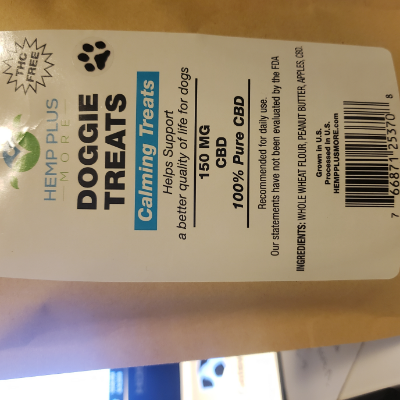 THC
FREE
HEMP PLUS
MORE
DOGGIE
TREATS
Calming Treats
Helps Support
a better quality of life for dogs
150 MG
CBD
100% Pure CBD
Recommended for daily use.
Our statements have not been evaluated by the FDA
INGREDIENTS: WHOLE WHEAT FLOUR, PEANUT BUTTER, APPLES, CBD.
Grown in U.S.
Processed in U.S.
HEMPPLUSMORE.com
7 66871 25370 8